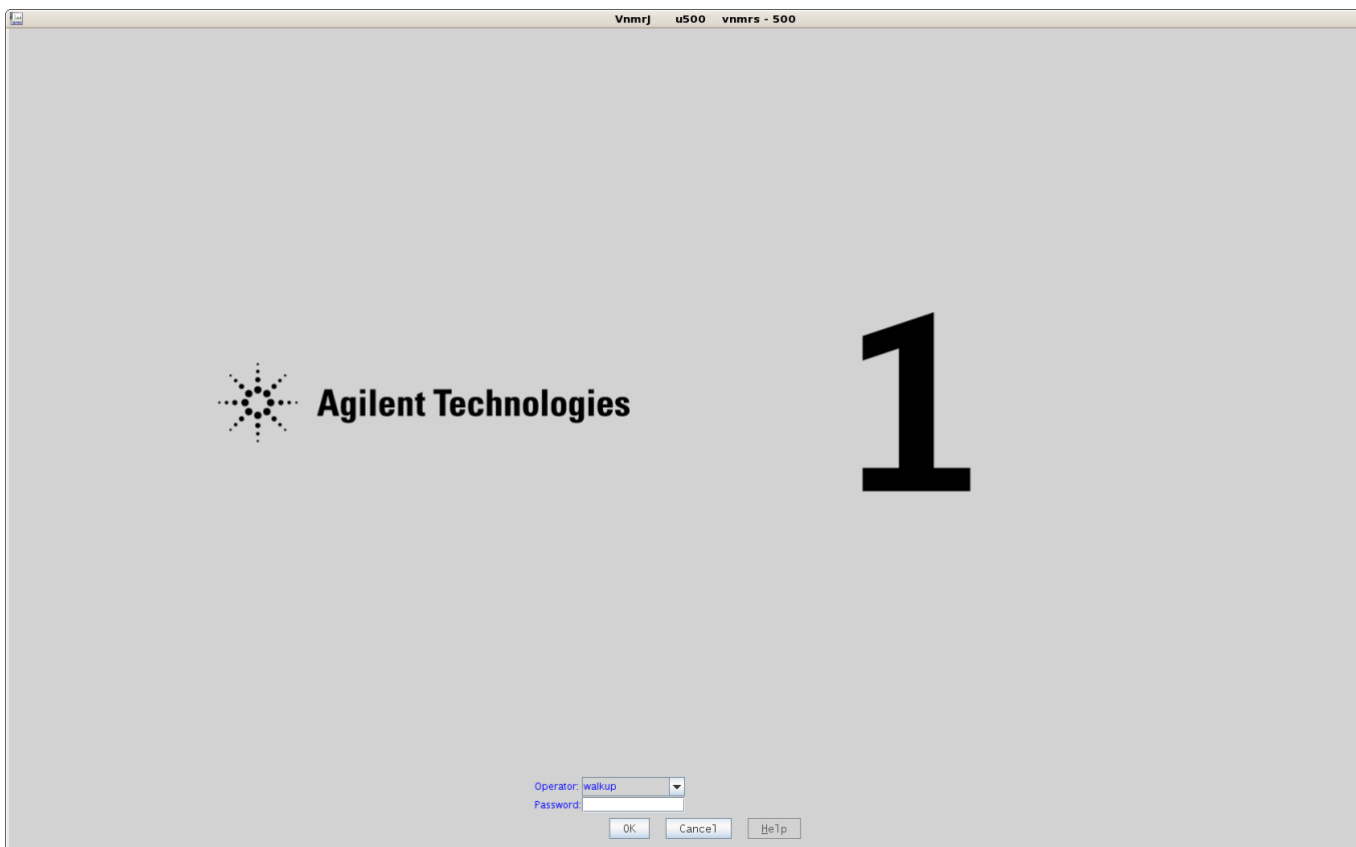 VnmrJ u500 vnmrs - 500
Agilent Technologies
1
Operator: walkup
Password:
OK Cancel Help